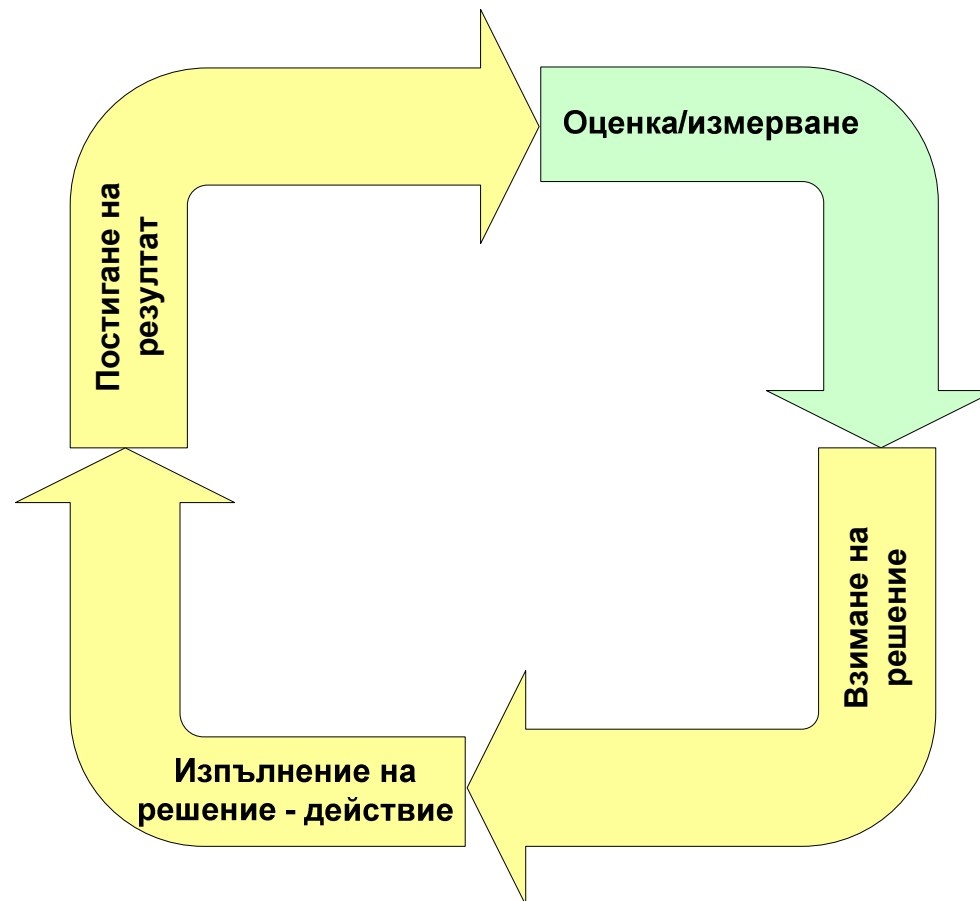 Оценка/измерване
Постигане на
резултат
Взимане на
решение
Изпълнение на
решение - действие